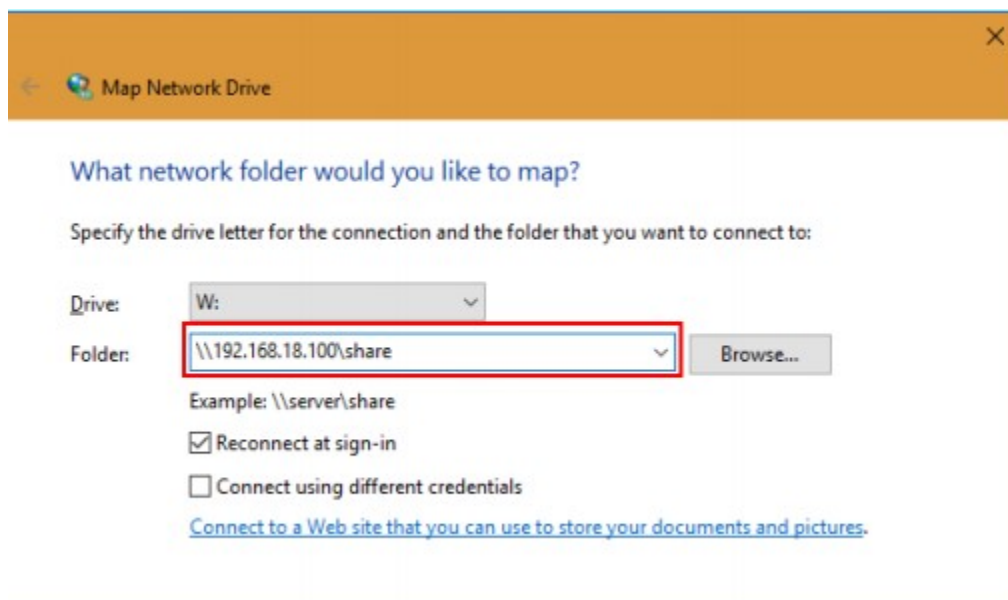 Map Network Drive
What network folder would you like to map?
Specify the drive letter for the connection and the folder that you want to connect to:
Drive: W:
Folder: \\192.168.18.100\share Browse...
Example: \\server\share
Reconnect at sign-in
Connect using different credentials
Connect to a Web site that you can use to store your documents and pictures.